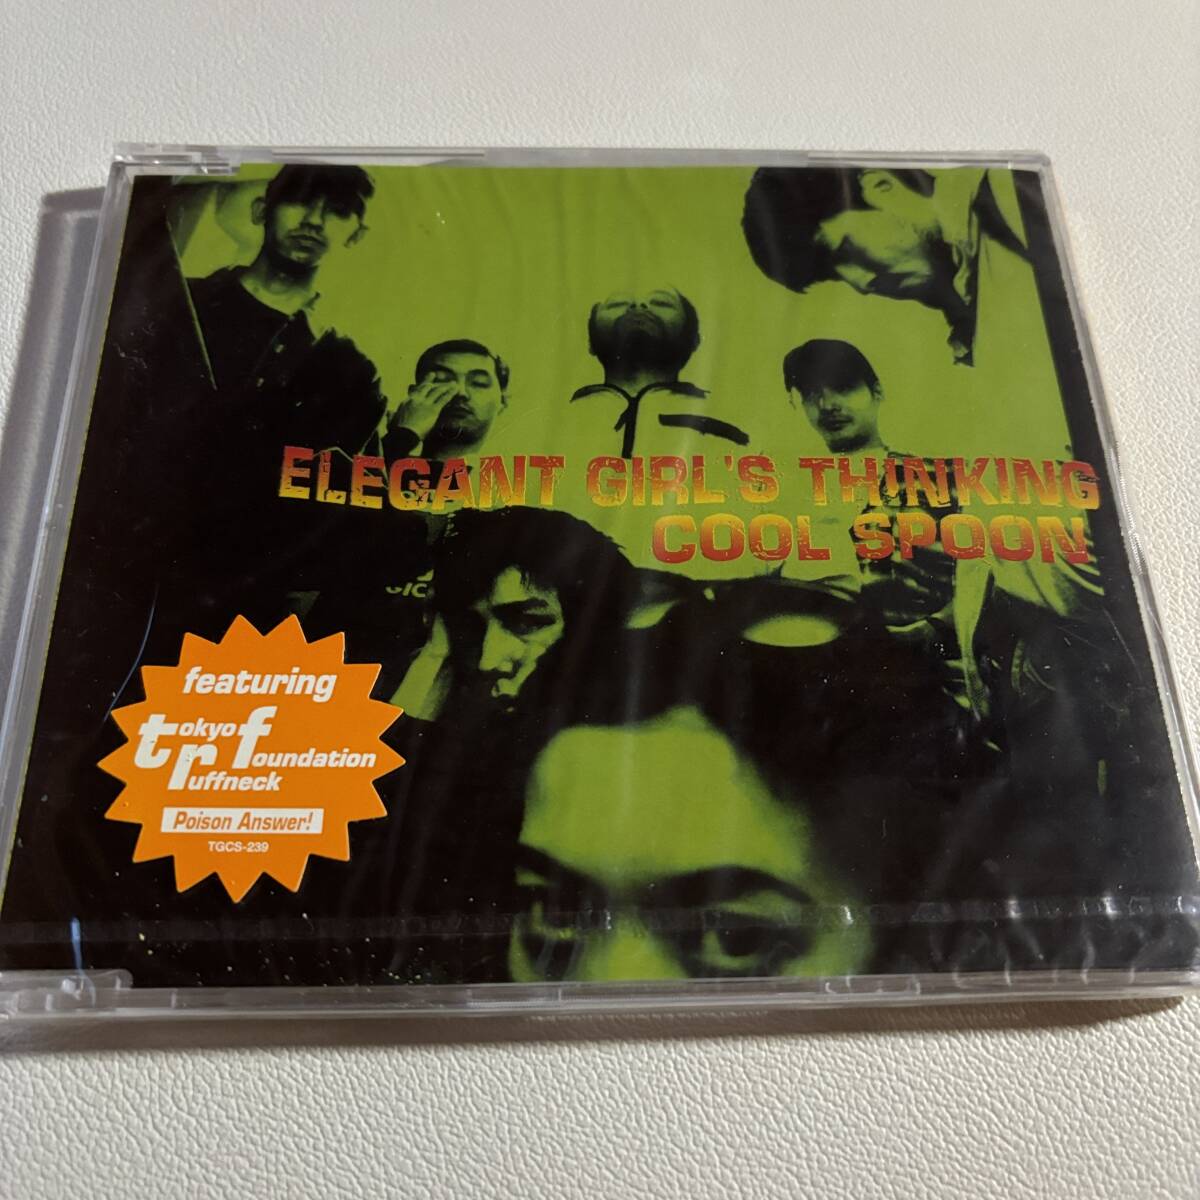 ELEGANT GIRL'S THINKING
COOL SPOON
featuring
tokyo
ruffneck
foundation
Poison Answer!
TGCS-239